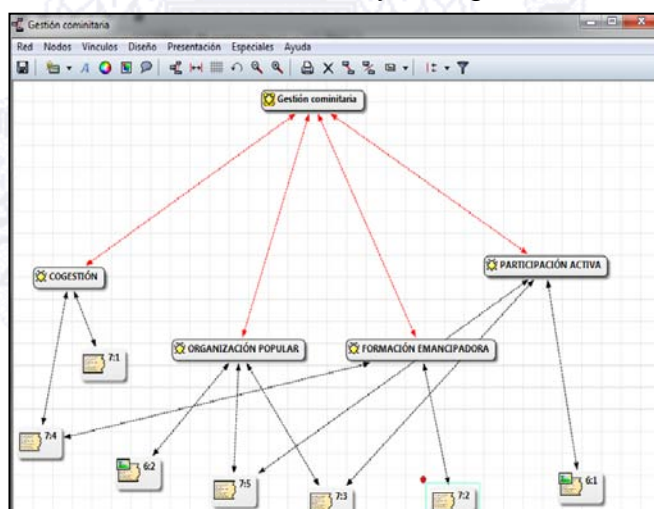 Gestión cominitaria
Red Nodos Vínculos Diseño Presentación Especiales Ayuda
Gestión cominitaria
COGESTIÓN
PARTICIPACIÓN ACTIVA
ORGANIZACIÓN POPULAR
FORMACIÓN EMANCIPADORA
7:1
7:4
6:2
7:5
7:3
7:2
6:1